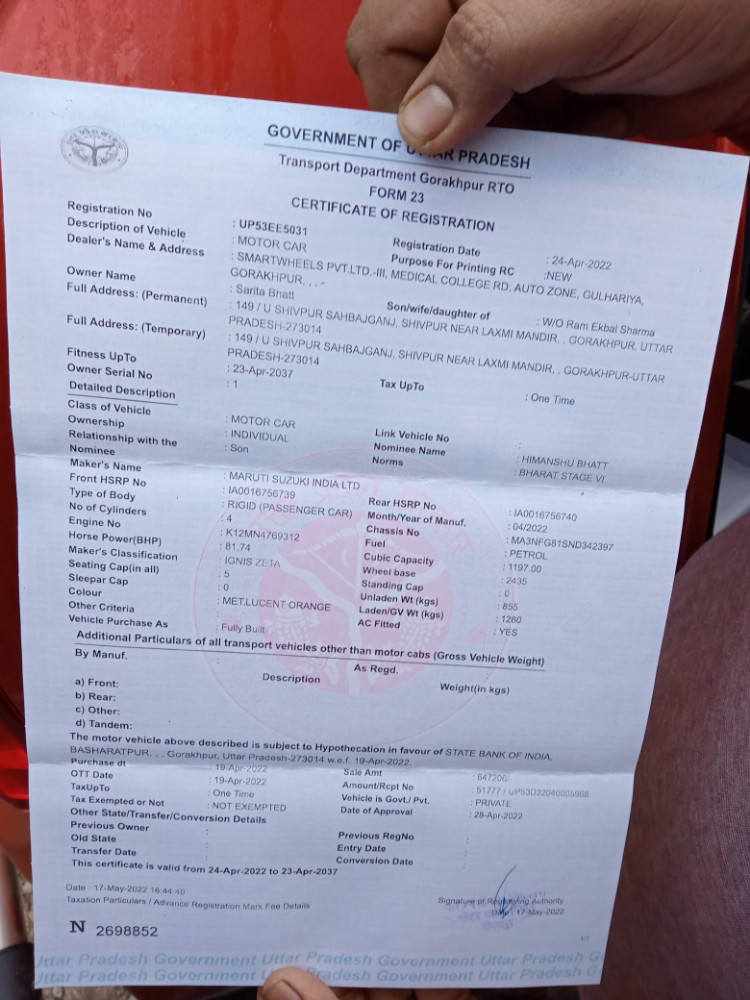 GOVERNMENT OF UTTAR PRADESH
Transport Department Gorakhpur RTO
FORM 23
CERTIFICATE OF REGISTRATION
Registration No : UP53EE5031 Registration Date : 24-Apr-2022
Description of Vehicle : MOTOR CAR Purpose For Printing RC :NEW
Dealer's Name & Address : SMARTWHEELS PVT.LTD.-III, MEDICAL COLLEGE RD. AUTO ZONE, GULHARIYA,
GORAKHPUR, , , "
Owner Name : Sarita Bhatt Son/wife/daughter of : W/O Ram Ekbal Sharma
Full Address: (Permanent) : 149 / U SHIVPUR SAHBAJGANJ, SHIVPUR NEAR LAXMI MANDIR, , GORAKHPUR, UTTAR
PRADESH-273014
Full Address: (Temporary) : 149 / U SHIVPUR SAHBAJGANJ, SHIVPUR NEAR LAXMI MANDIR, , GORAKHPUR-UTTAR
PRADESH-273014
Fitness UpTo : 23-Apr-2037 Tax UpTo : One Time
Owner Serial No : 1
Detailed Description
Class of Vehicle : MOTOR CAR Link Vehicle No :
Ownership : INDIVIDUAL Nominee Name : HIMANSHU BHATT
Relationship with the Nominee : Son Norms : BHARAT STAGE VI
Maker's Name : MARUTI SUZUKI INDIA LTD
Front HSRP No : IA0016756739 Rear HSRP No : IA0016756740
Type of Body : RIGID (PASSENGER CAR) Month/Year of Manuf. : 04/2022
No of Cylinders : 4 Chassis No : MA3NFG81SND342397
Engine No : K12MN4769312 Fuel : PETROL
Horse Power(BHP) : 81.74 Cubic Capacity : 1197.00
Maker's Classification : IGNIS ZETA Wheel base : 2435
Seating Cap(in all) : 5 Standing Cap : 0
Sleepar Cap : 0 Unladen Wt (kgs) : 855
Colour : MET.LUCENT ORANGE Laden/GV Wt (kgs) : 1280
Other Criteria : AC Fitted : YES
Vehicle Purchase As : Fully Built
Additional Particulars of all transport vehicles other than motor cabs (Gross Vehicle Weight)
By Manuf. : As Regd. :
Description Weight(in kgs)
a) Front:
b) Rear:
c) Other:
d) Tandem:
The motor vehicle above described is subject to Hypothecation in favour of STATE BANK OF INDIA,
BASHARATPUR, , , Gorakhpur, Uttar Pradesh-273014 w.e.f. 19-Apr-2022.
Purchase dt : 19-Apr-2022 Sale Amt : 647206/-
OTT Date : 19-Apr-2022 Amount/Rcpt No : 51777 / UP53O22040005968
TaxUpTo : One Time Vehicle is Govt./ Pvt. : PRIVATE
Tax Exempted or Not : NOT EXEMPTED Date of Approval : 28-Apr-2022
Other State/Transfer/Conversion Details
Previous Owner : Previous RegNo :
Old State : Entry Date :
Transfer Date : Conversion Date :
This certificate is valid from 24-Apr-2022 to 23-Apr-2037
Date : 17-May-2022 16:44:40
Taxation Particulars / Advance Registration Mark Fee Details
Signature of Registering Authority
Date : 17-May-2022
N 2698852
1/1
Uttar Pradesh Government Uttar Pradesh Government Uttar Pradesh G
Uttar Pradesh Government Uttar Pradesh Government Uttar Pradesh G